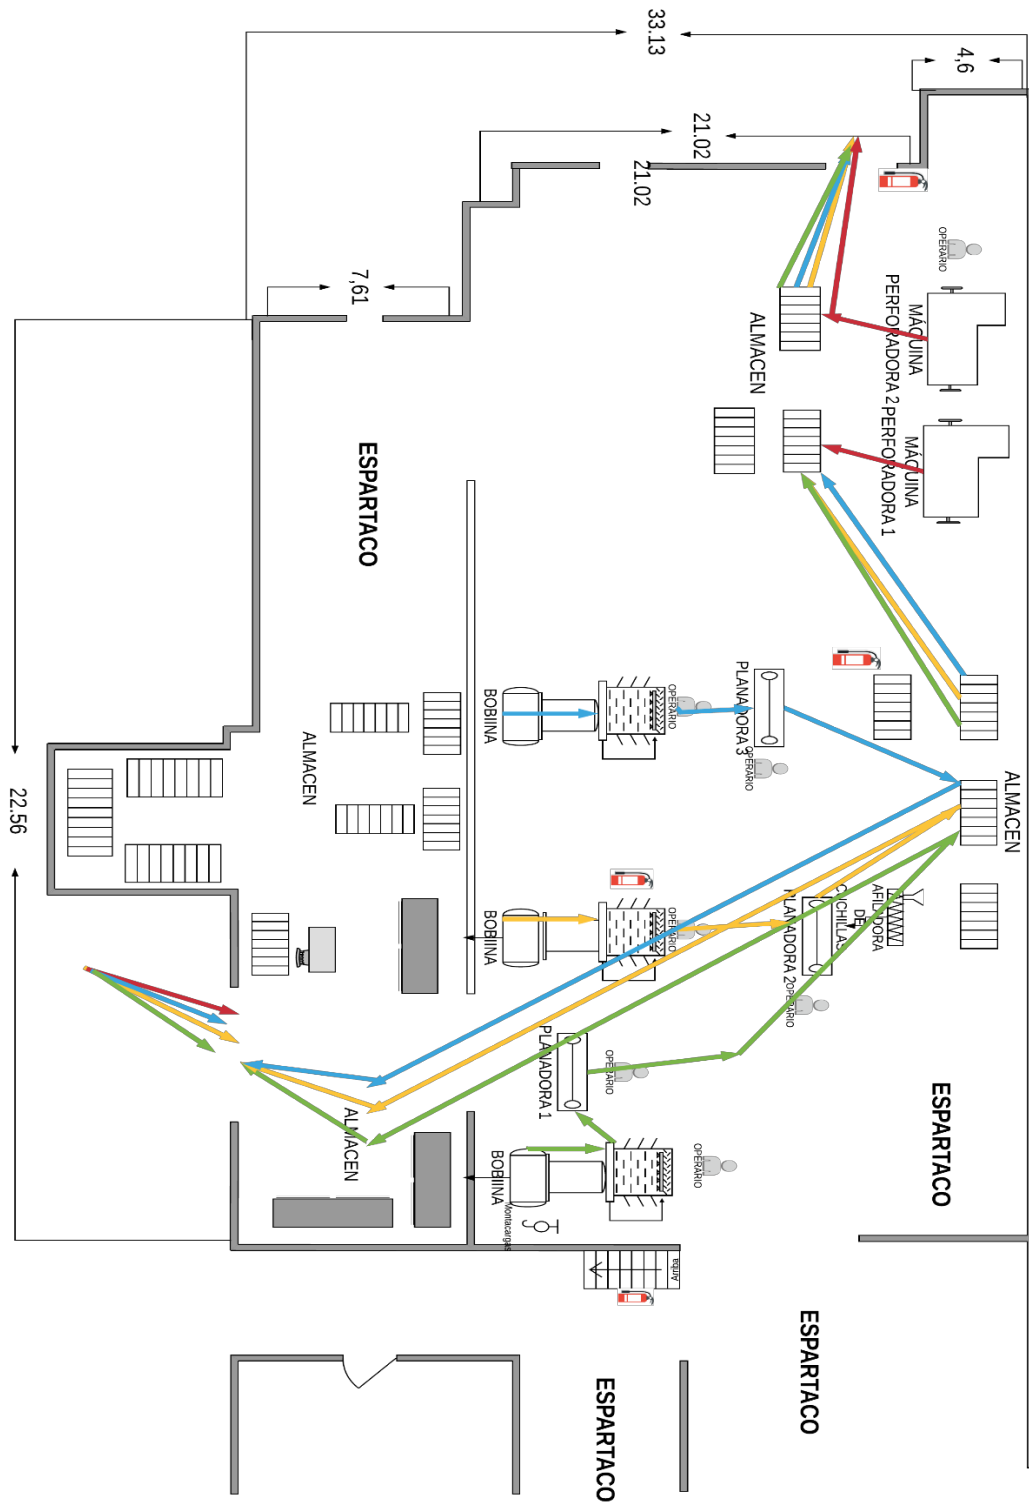 33.13
4,6
21.02
21.02
7,61
22.56
OPERARIO
MÁQUINA
PERFORADORA 2
MÁQUINA
PERFORADORA 1
ALMACEN
ESPARTACO
BOBIINA
OPERARIO
PLANADORA 3
OPERARIO
ALMACEN
ALMACEN
BOBIINA
OPERARIO
PLANADORA 2
OPERARIO
AFILADORA
DE
CUCHILLAS
PLANADORA 1
OPERARIO
ALMACEN
BOBIINA
OPERARIO
Montacargas
Arriba
ESPARTACO
ESPARTACO
ESPARTACO